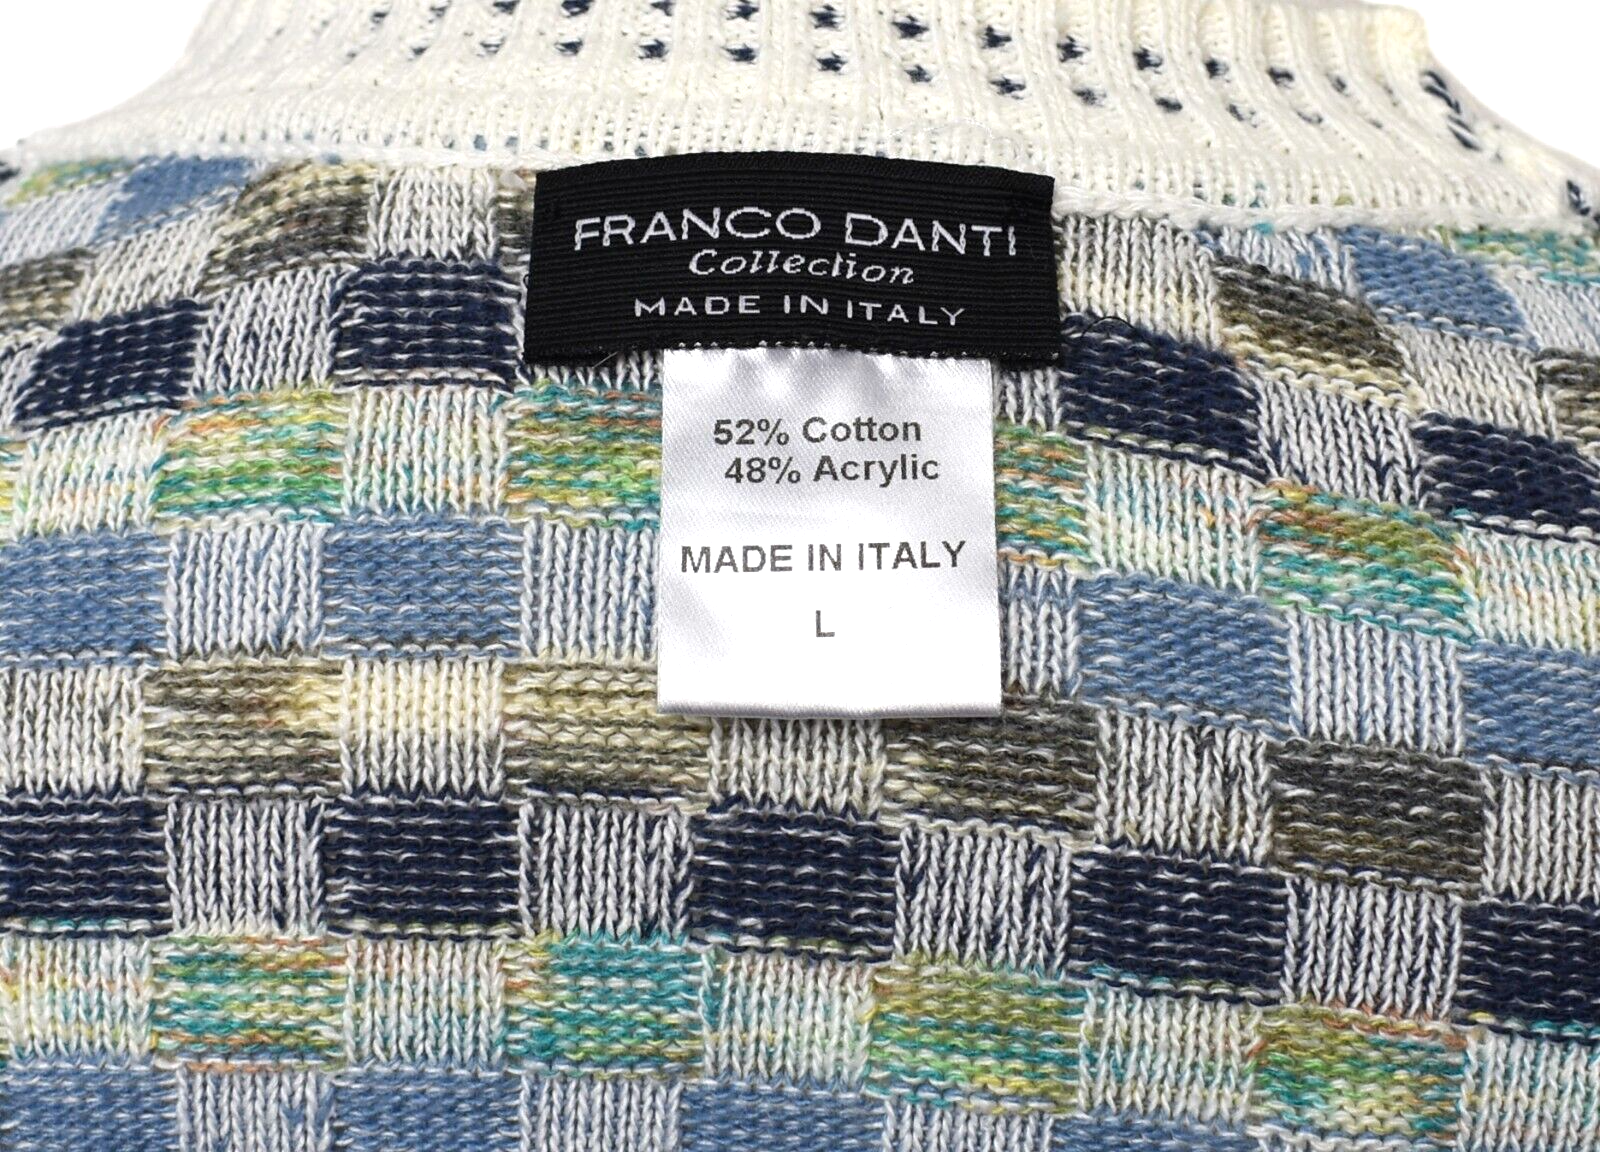 FRANCO DANTI
Collection
MADE IN ITALY
52% Cotton
48% Acrylic
MADE IN ITALY
L